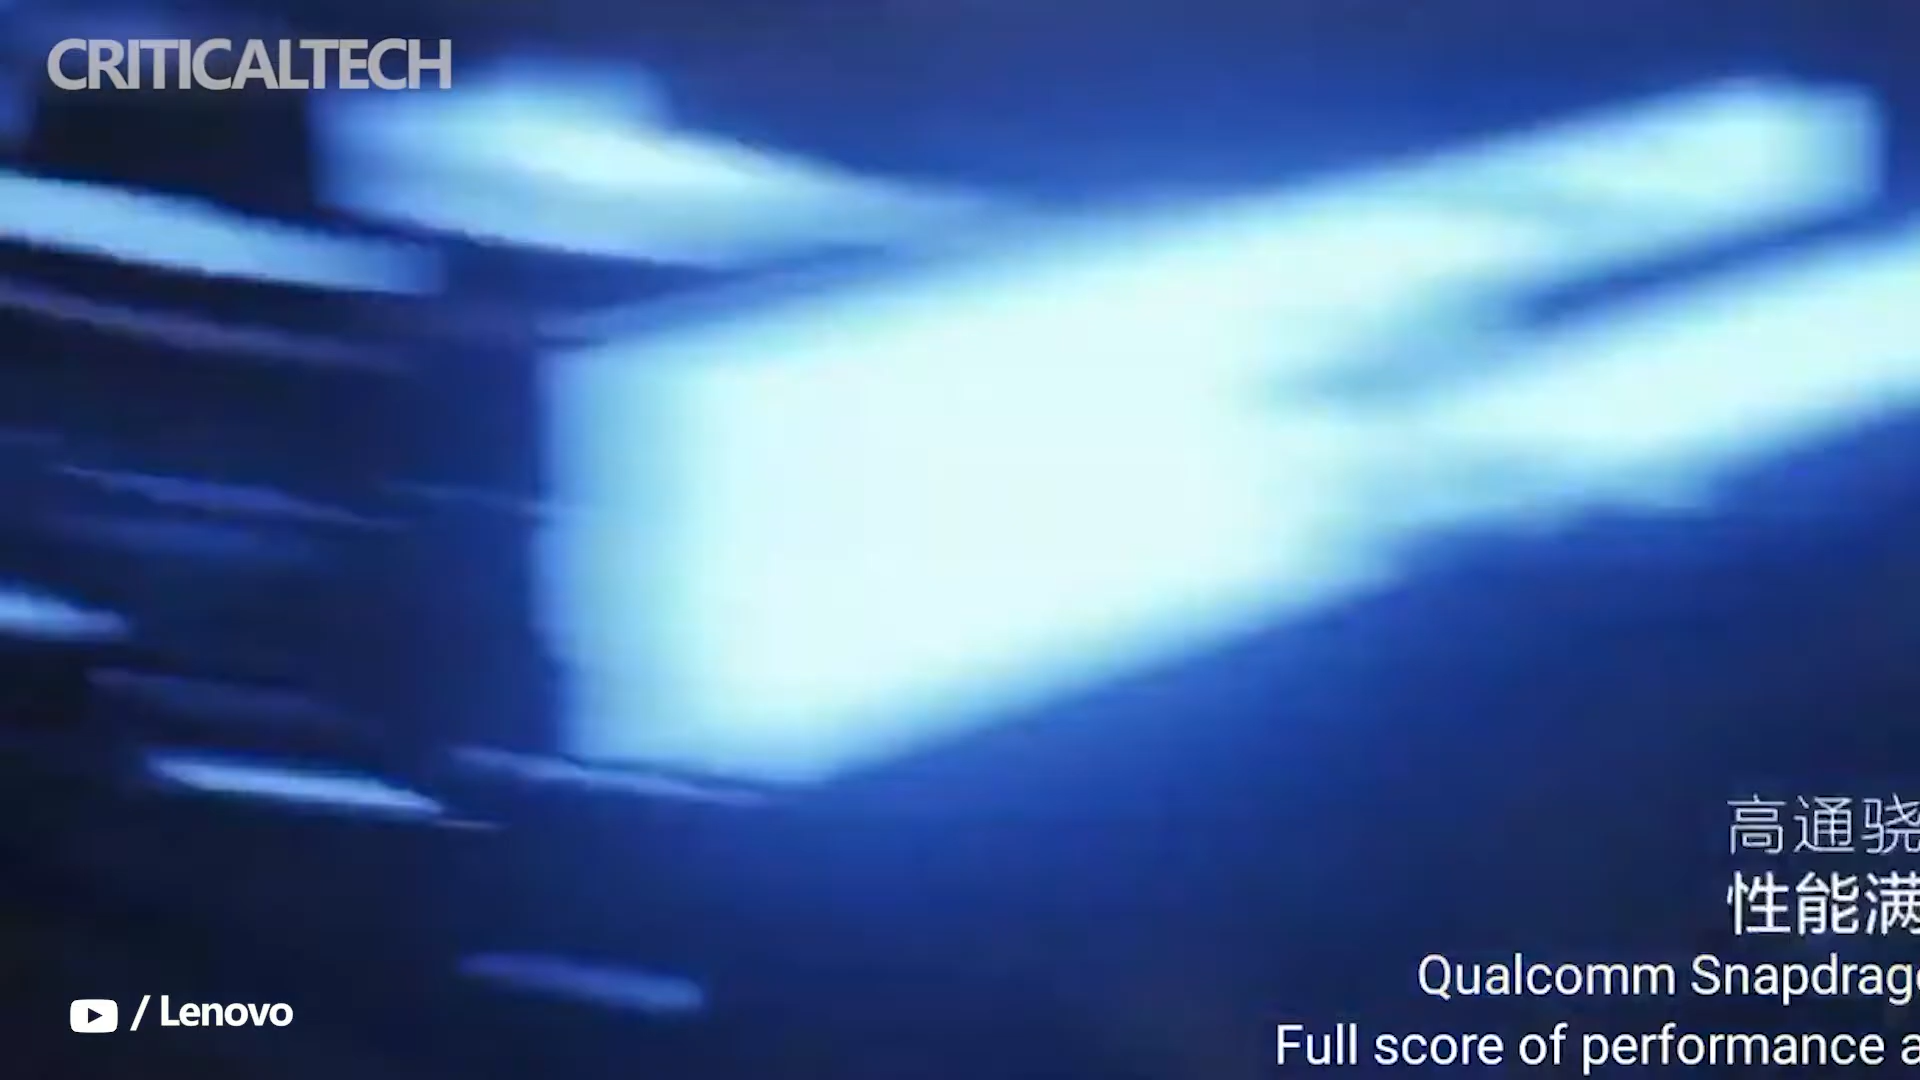 CRITICALTECH
高通骁
性能满
Qualcomm Snapdrag
Full score of performance a
/ Lenovo